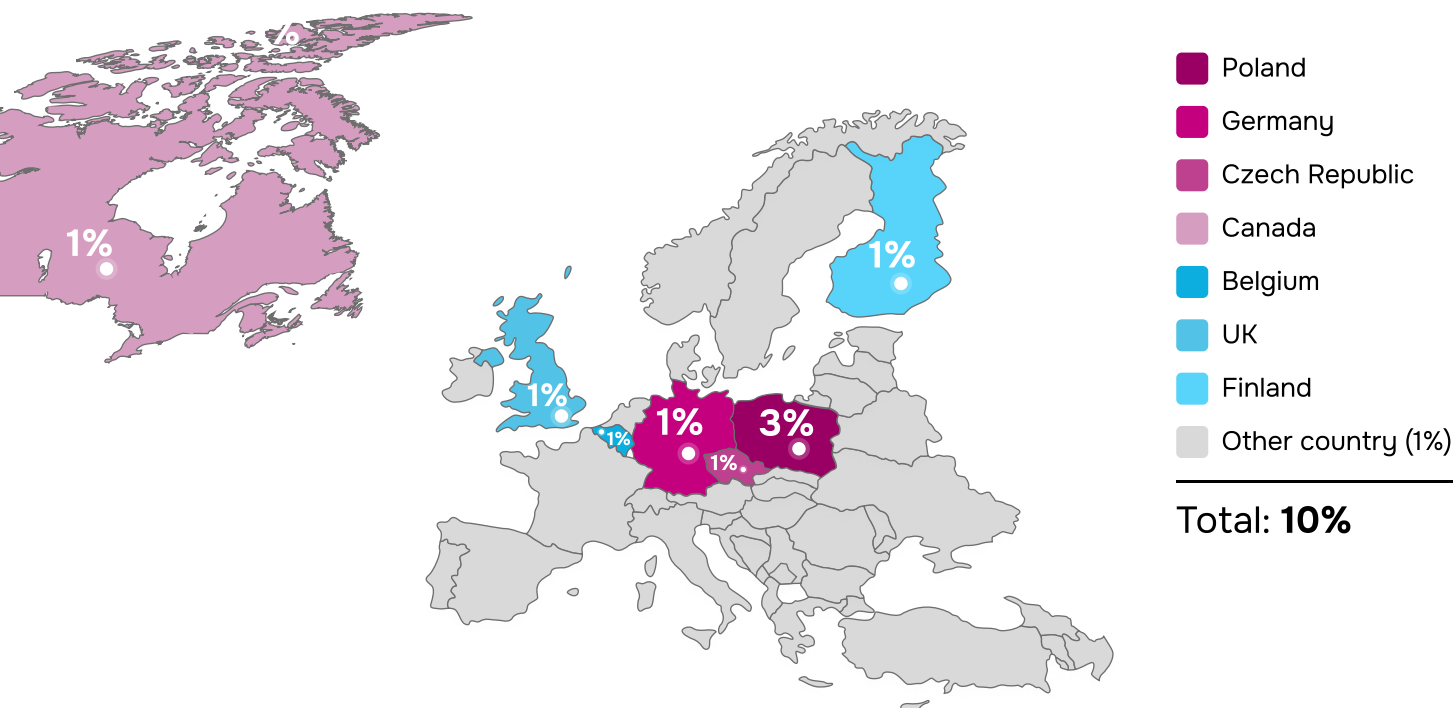 %
1%
1%
1%
1%
1%
3%
1%
Poland
Germany
Czech Republic
Canada
Belgium
UK
Finland
Other country (1%)
Total: 10%